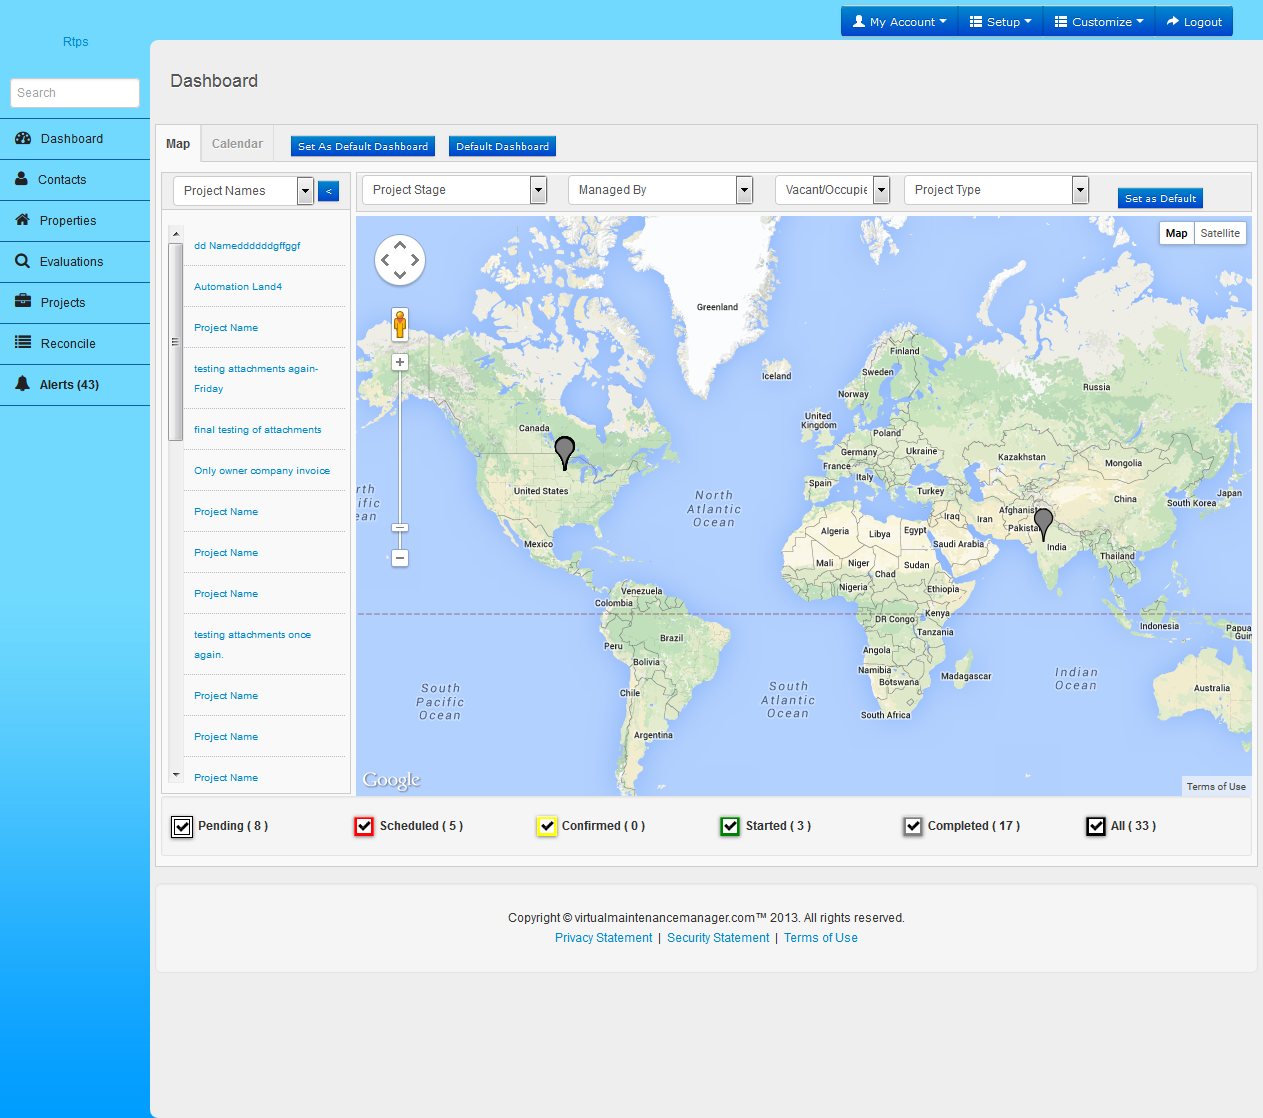 My Account
Setup
Customize
Logout
Rtps
Search
Dashboard
Contacts
Properties
Evaluations
Projects
Reconcile
Alerts (43)
Dashboard
Map
Calendar
Set As Default Dashboard
Default Dashboard
Project Names
<
Project Stage
Managed By
Vacant/Occupie
Project Type
Set as Default
dd Nameddddddgffggf
Automation Land4
Project Name
testing attachments again-
Friday
final testing of attachments
Only owner company invoice
Project Name
Project Name
Project Name
testing attachments once
again.
Project Name
Project Name
Project Name
Map
Satellite
Greenland
Iceland
Finland
Sweden
Norway
Russia
United
Kingdom
Canada
Poland
Germany
Ukraine
France
Kazakhstan
Mongolia
Italy
Spain
Turkey
United States
China
Japan
South Korea
rth
ific
an
North
Atlantic
Ocean
Afghanis
Iraq
Iran
Pakistan
Algeria
Libya
Egypt
Mexico
Saudi Arabia
India
Thailand
Mali
Niger
Chad
Sudan
Nigeria
Ethiopia
Venezuela
Colombia
Kenya
DR Congo
Indonesia
Papua
Guin
Tanzania
Brazil
Peru
Angola
Bolivia
Namibia
Botswana
Madagascar
Indian
Ocean
Chile
South
Pacific
Ocean
South
Atlantic
Ocean
Australia
South Africa
Argentina
Google
Terms of Use
Pending ( 8 )
Scheduled ( 5 )
Confirmed ( 0 )
Started ( 3 )
Completed ( 17 )
All ( 33 )
Copyright © virtualmaintenancemanager.com™ 2013. All rights reserved.
Privacy Statement | Security Statement | Terms of Use